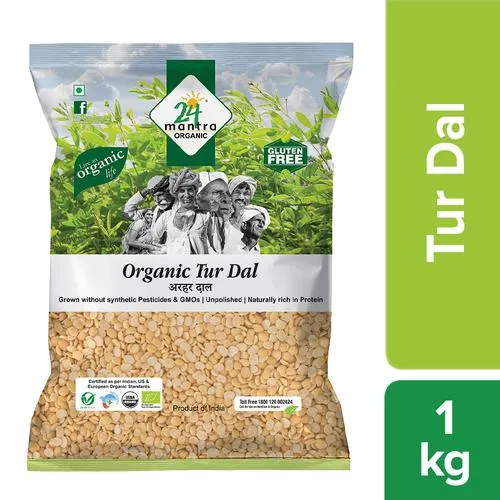 24
mantra
ORGANIC
Live an
organic
life
GLUTEN
FREE
Organic Tur Dal
अरहर दाल
Grown without synthetic Pesticides & GMOs | Unpolished | Naturally rich in Protein
Certified as per Indian, US &
European Organic Standards
USDA
ORGANIC
Product of India
Toll Free 1800 120 002424
Tur Dal
1
kg